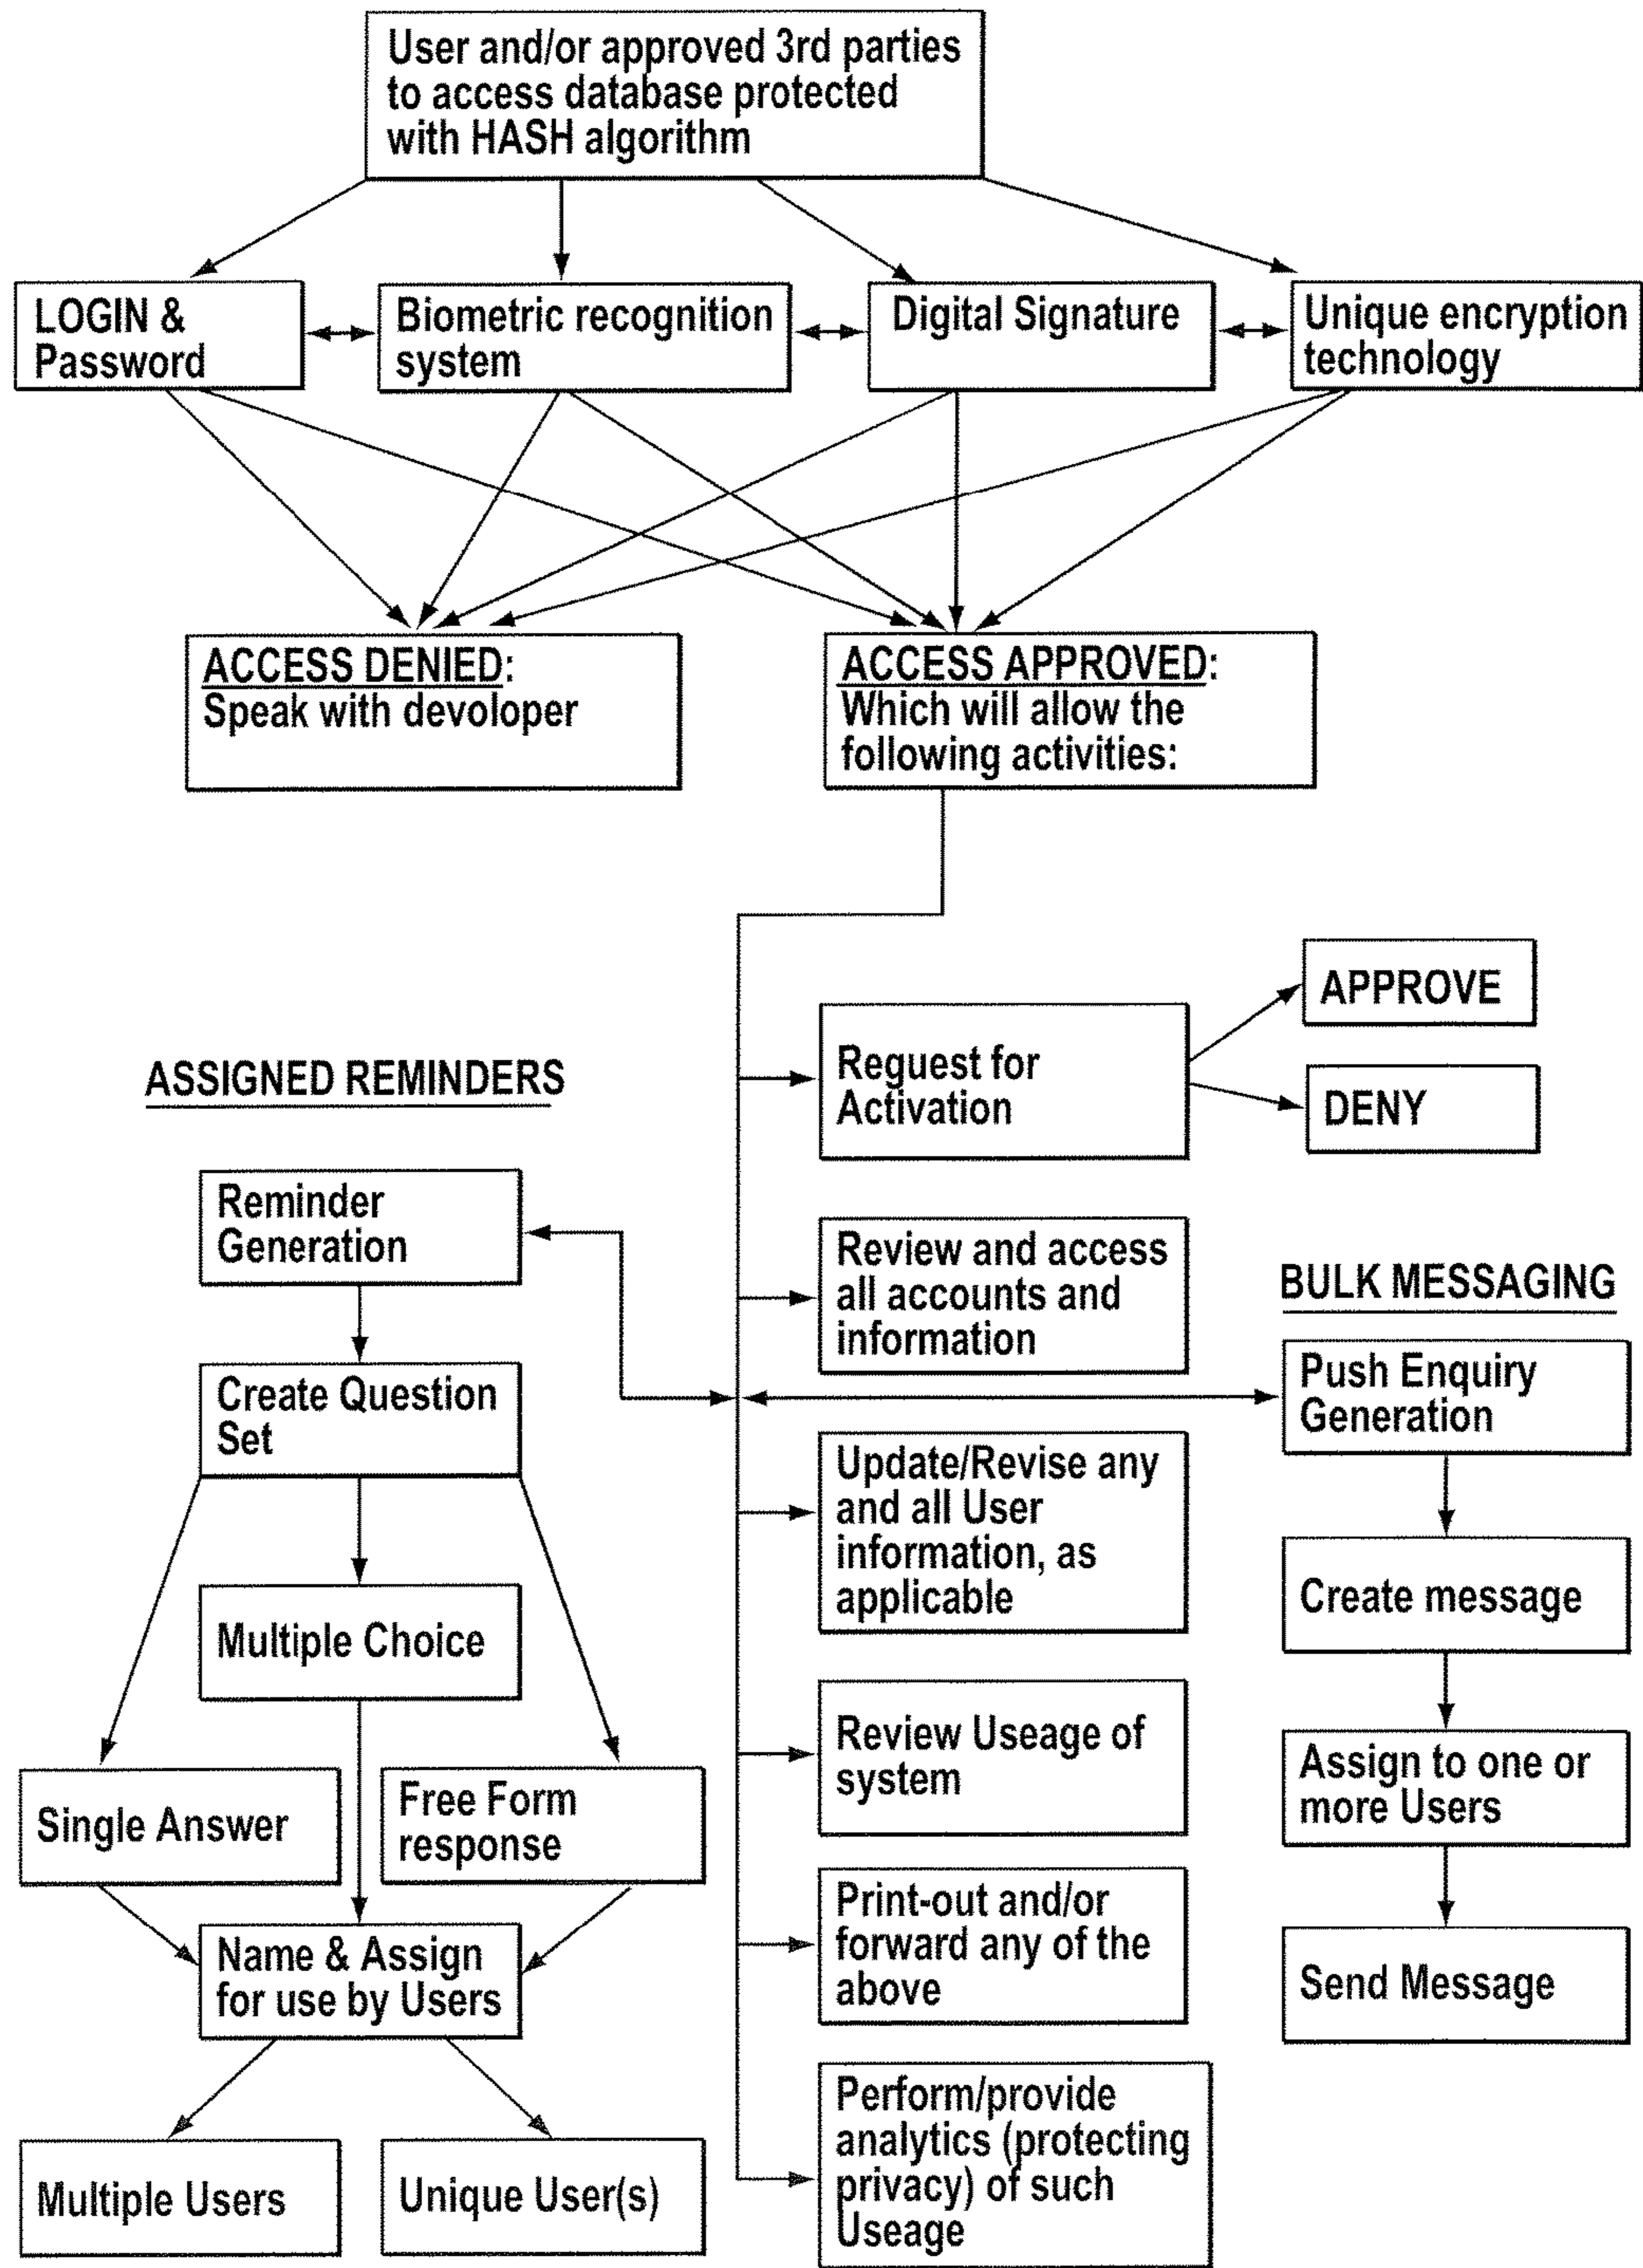 User and/or approved 3rd parties
to access database protected
with HASH algorithm
LOGIN &
Password
Biometric recognition
system
Digital Signature
Unique encryption
technology
ACCESS DENIED:
Speak with devoloper
ACCESS APPROVED:
Which will allow the
following activities:
APPROVE
Reguest for
Activation
DENY
ASSIGNED REMINDERS
Reminder
Generation
Review and access
all accounts and
information
BULK MESSAGING
Push Enquiry
Generation
Create Question
Set
Update/Revise any
and all User
information, as
applicable
Create message
Multiple Choice
Review Useage of
system
Assign to one or
more Users
Single Answer
Free Form
response
Print-out and/or
forward any of the
above
Send Message
Name & Assign
for use by Users
Perform/provide
analytics (protecting
privacy) of such
Useage
Multiple Users
Unique User(s)